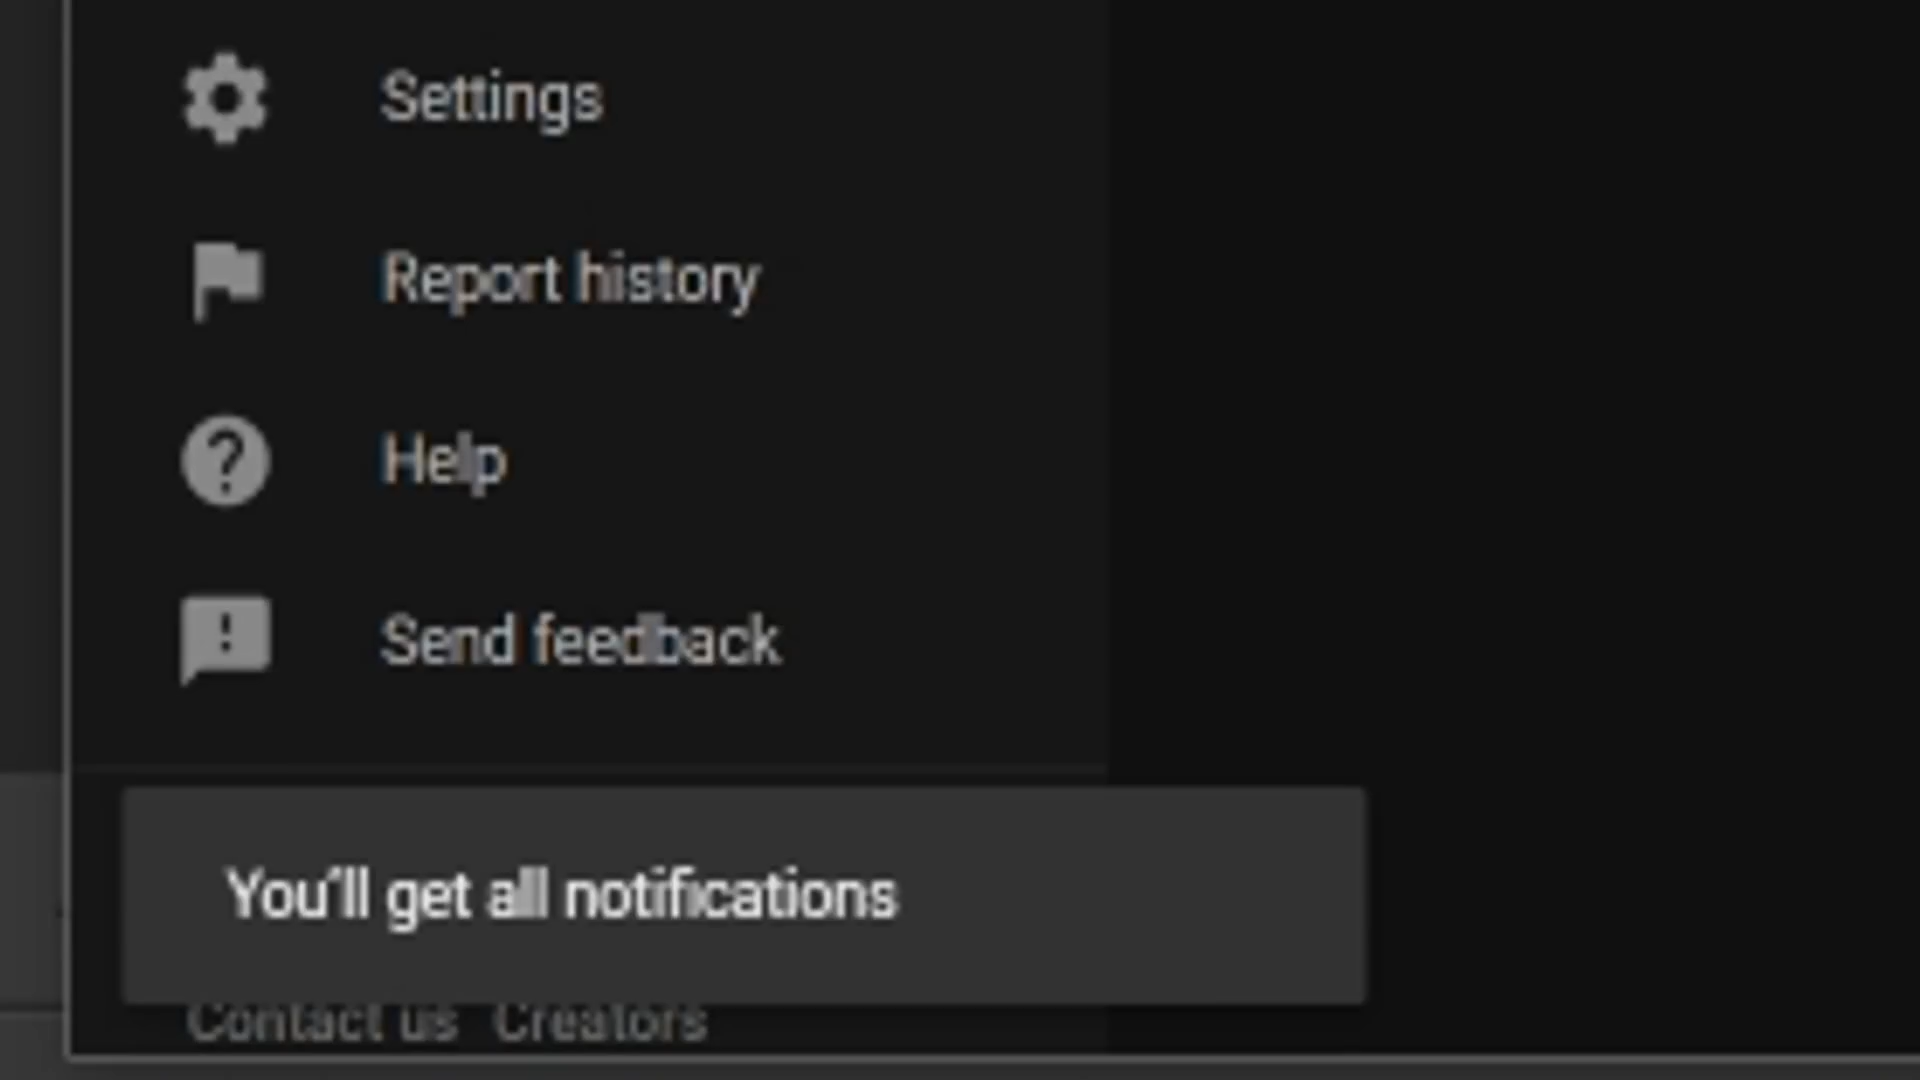 Settings
Report history
Help
Send feedback
You'll get all notifications
Contact us Creators